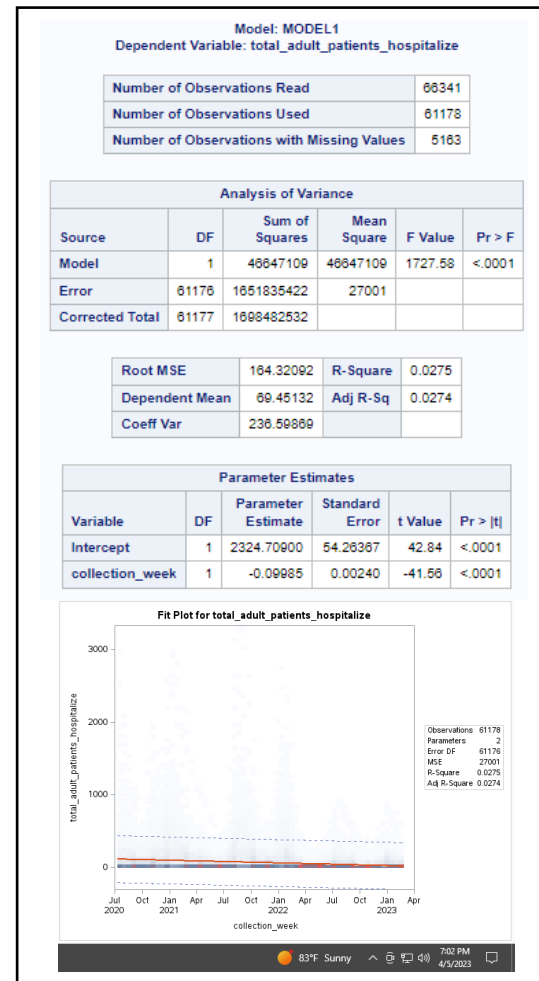 Model: MODEL1
Dependent Variable: total_adult_patients_hospitalize
Number of Observations Read 66341
Number of Observations Used 61178
Number of Observations with Missing Values 5163
Analysis of Variance
Source DF Sum of Squares Mean Square F Value Pr > F
Model 1 46647109 46647109 1727.58 <.0001
Error 61176 1651835422 27001
Corrected Total 61177 1698482532
Root MSE 164.32092 R-Square 0.0275
Dependent Mean 69.45132 Adj R-Sq 0.0274
Coeff Var 236.59869
Parameter Estimates
Variable DF Parameter Estimate Standard Error t Value Pr > |t|
Intercept 1 2324.70900 54.26367 42.84 <.0001
collection_week 1 -0.09985 0.00240 -41.56 <.0001
Fit Plot for total_adult_patients_hospitalize
3000
2000
1000
0
total_adult_patients_hospitalize
Observations 61178
Parameters 2
Error DF 61176
MSE 27001
R-Square 0.0275
Adj R-Square 0.0274
Jul Oct Jan Apr Jul Oct Jan Apr Jul Oct Jan Apr
2020 2021 2022 2023
collection_week
83°F Sunny 7:02 PM
4/5/2023